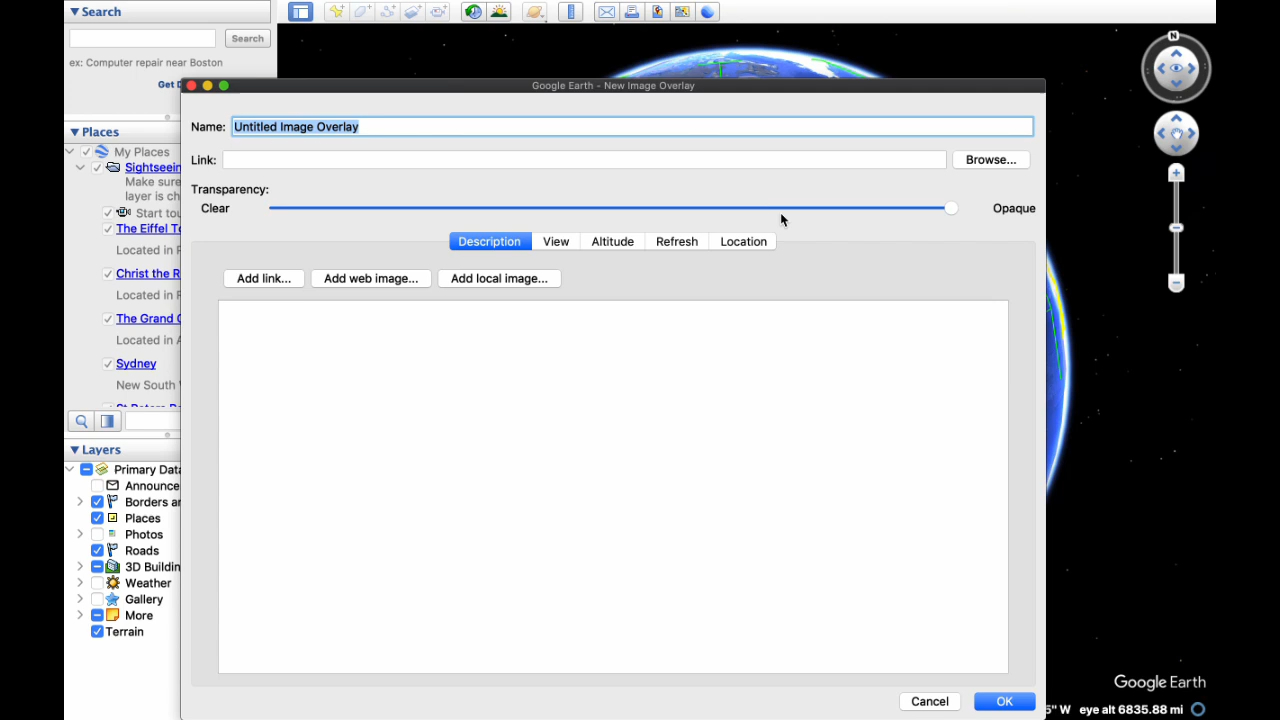 Search
Search
ex: Computer repair near Boston
Get
Google Earth - New Image Overlay
Name: Untitled Image Overlay
Link:
Browse...
Transparency:
Clear
Opaque
Description
View
Altitude
Refresh
Location
Add link...
Add web image...
Add local image...
Places
My Places
Sightseein
Make sure
layer is ch
Start tou
The Eiffel T
Located in
Christ the R
Located in
The Grand
Located in
Sydney
New South
Layers
Primary Data
Announce
Borders a
Places
Photos
Roads
3D Buildin
Weather
Gallery
More
Terrain
Cancel
OK
N
Google Earth
5" W eye alt 6835.88 mi